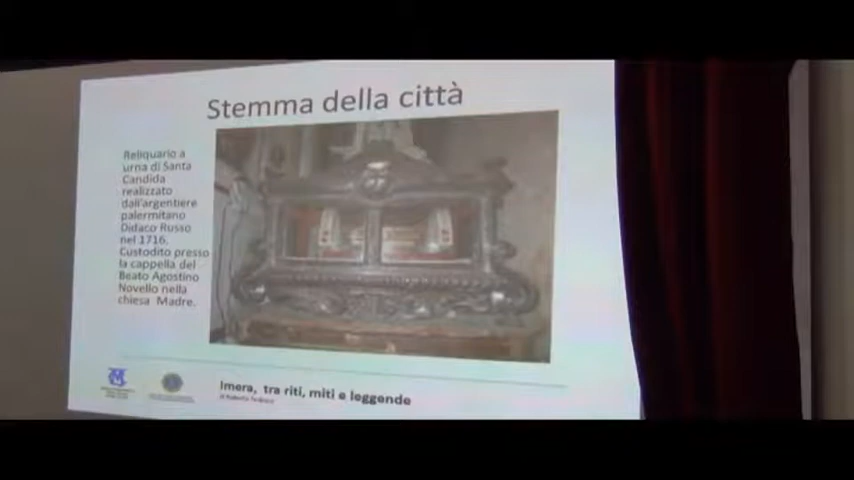 Stemma della città
Reliquario a
urna di Santa
Candida
realizzato
dall'argentiere
palermitano
Didaco Russo
nel 1716.
Custodito presso
la cappella del
Beato Agostino
Novello nella
chiesa Madre.
Imera, tra riti, miti e leggende